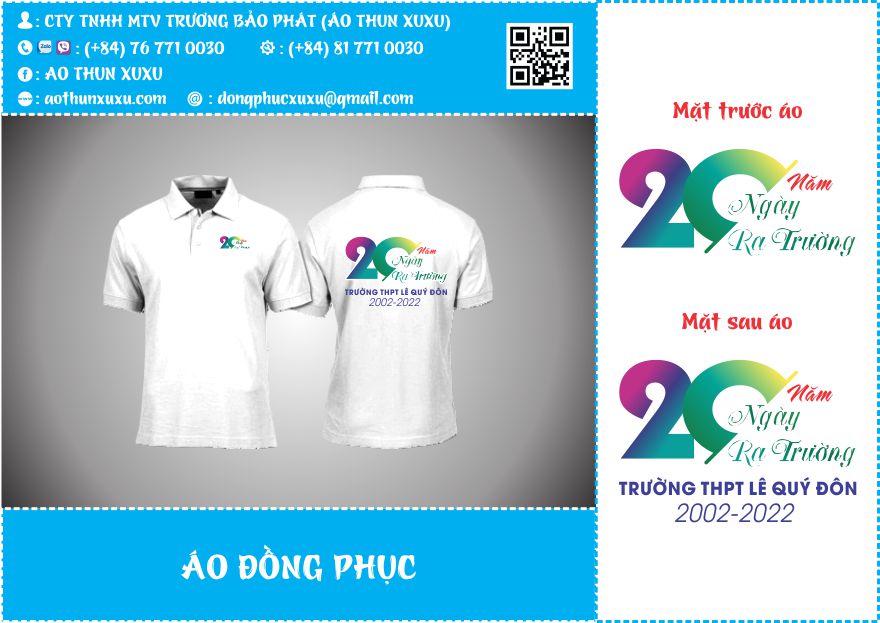 : CTY TNHH MTV TRƯƠNG BẢO PHÁT (ÁO THUN XUXU)
Zalo : (+84) 76 771 0030 : (+84) 81 771 0030
: AO THUN XUXU
: aothunxuxu.com @ : dongphucxuxu@gmail.com
20 Năm
Ngày
Ra Trường
TRƯỜNG THPT LÊ QUÝ ĐÔN
2002-2022
ÁO ĐỒNG PHỤC
Mặt trước áo
20 Năm
Ngày
Rạ Trường
Mặt sau áo
20 Năm
Ngày
Rạ Trường
TRƯỜNG THPT LÊ QUÝ ĐÔN
2002-2022